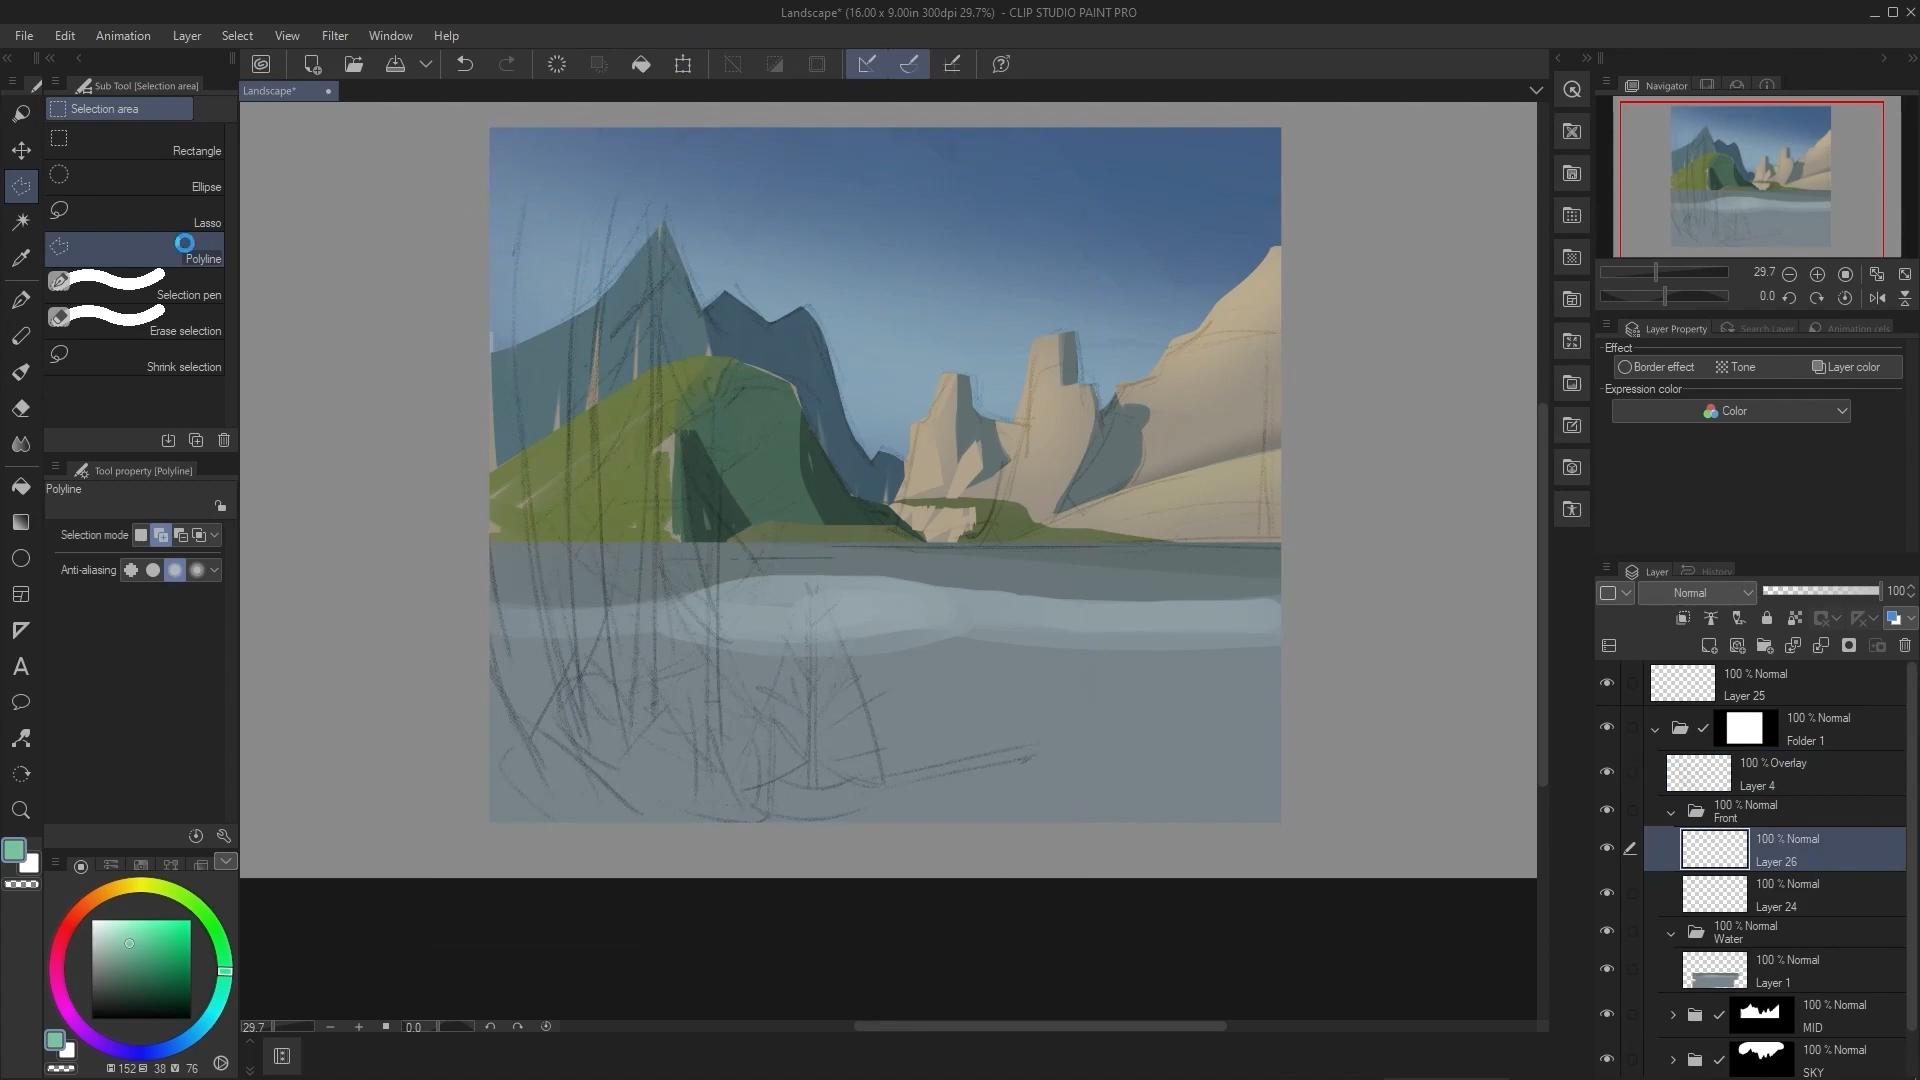 Landscape* (16.00 x 9.00in 300dpi 29.7%) - CLIP STUDIO PAINT PRO
File Edit Animation Layer Select View Filter Window Help
Sub Tool [Selection area]
Selection area
Rectangle
Ellipse
Lasso
Polyline
Selection pen
Erase selection
Shrink selection
Tool property [Polyline]
Polyline
Selection mode
Anti-aliasing
H 152 S 38 V 76
Landscape*
29.7
0.0
Navigator
29.7
0.0
Layer Property Search Layer Animation cels
Effect
Border effect Tone Layer color
Expression color
Color
Layer History
Normal 100
100 % Normal
Layer 25
100 % Normal
Folder 1
100 % Overlay
Layer 4
100 % Normal
Front
100 % Normal
Layer 26
100 % Normal
Layer 24
100 % Normal
Water
100 % Normal
Layer 1
100 % Normal
MID
100 % Normal
SKY